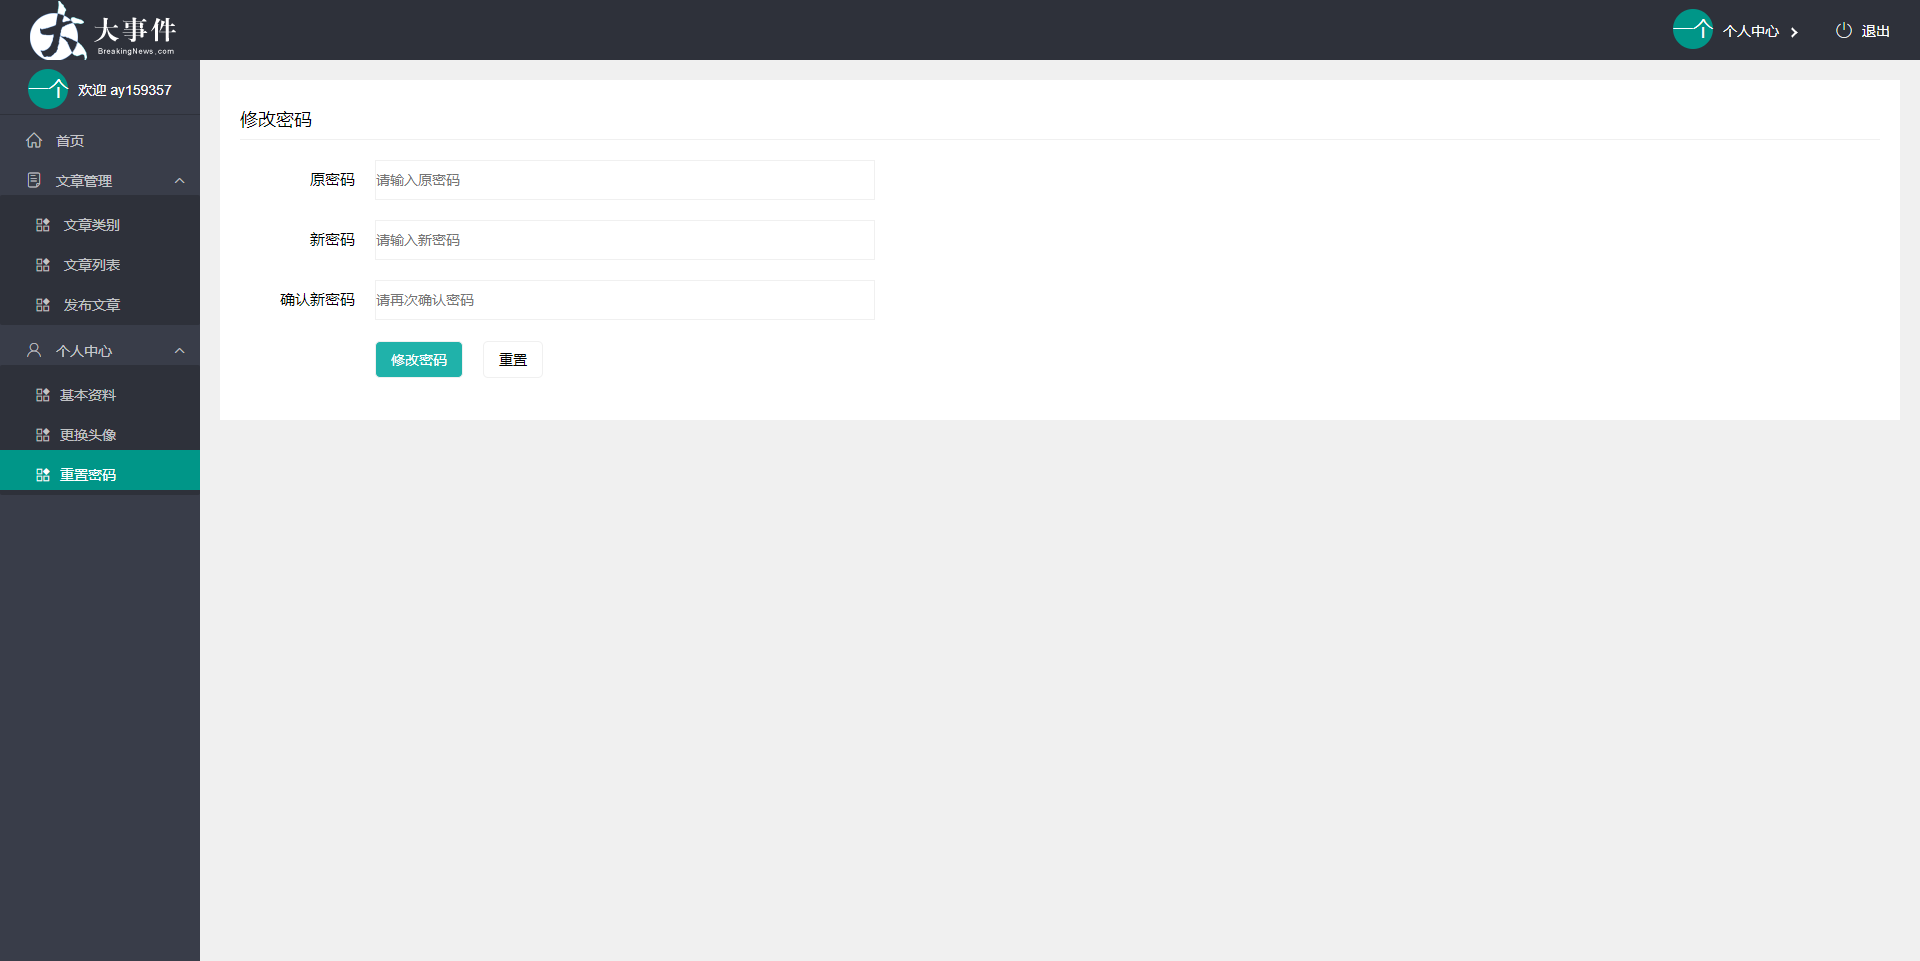 大事件
BreakingNews.com
个人中心
退出
欢迎 ay159357
首页
文章管理
文章类别
文章列表
发布文章
个人中心
基本资料
更换头像
重置密码
修改密码
原密码 请输入原密码
新密码 请输入新密码
确认新密码 请再次确认密码
修改密码 重置